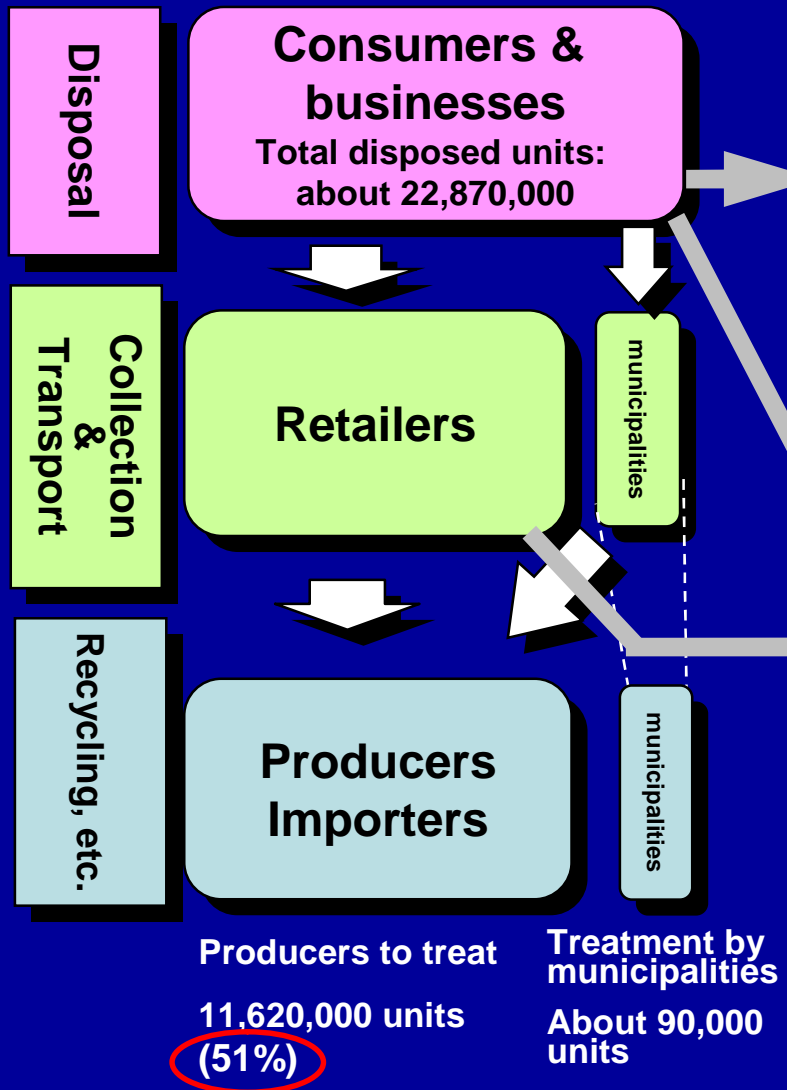 Disposal
Consumers &
businesses
Total disposed units:
about 22,870,000
Collection
&
Transport
Retailers
municipalities
Recycling, etc.
Producers
Importers
municipalities
Producers to treat
11,620,000 units
(51%)
Treatment by
municipalities
About 90,000
units